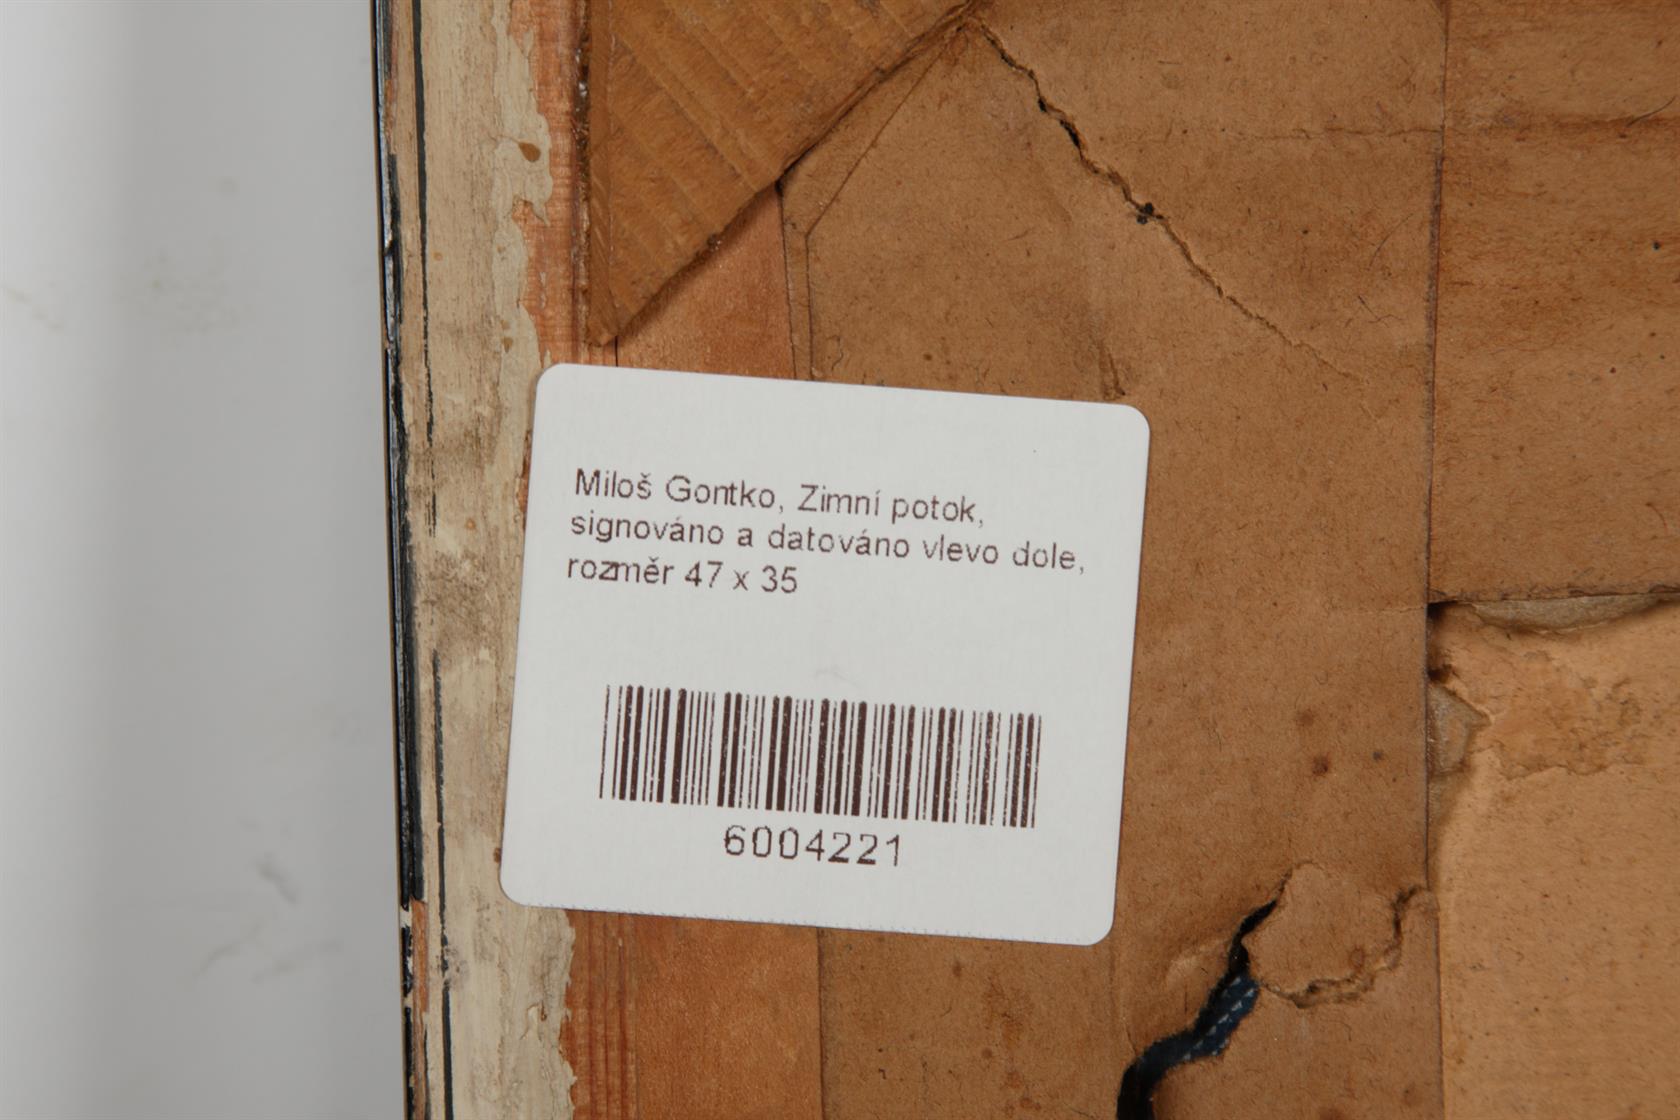 Miloš Gontko, Zimní potok,
signováno a datováno vlevo dole,
rozměr 47 x 35
6004221